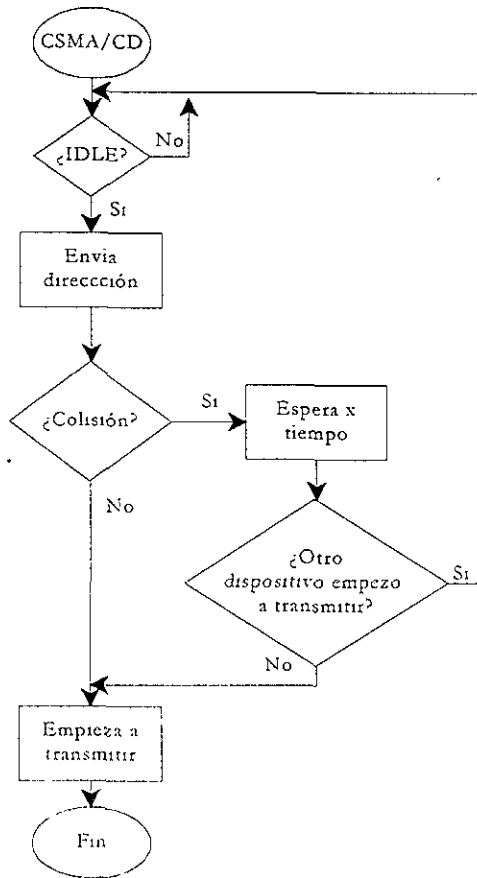 CSMA/CD
¿IDLE?
No
Si
Envia
direccción
¿Colisión?
Si
Espera x
tiempo
No
¿Otro
dispositivo empezo
a transmitir?
Si
No
Empieza a
transmitir
Fin